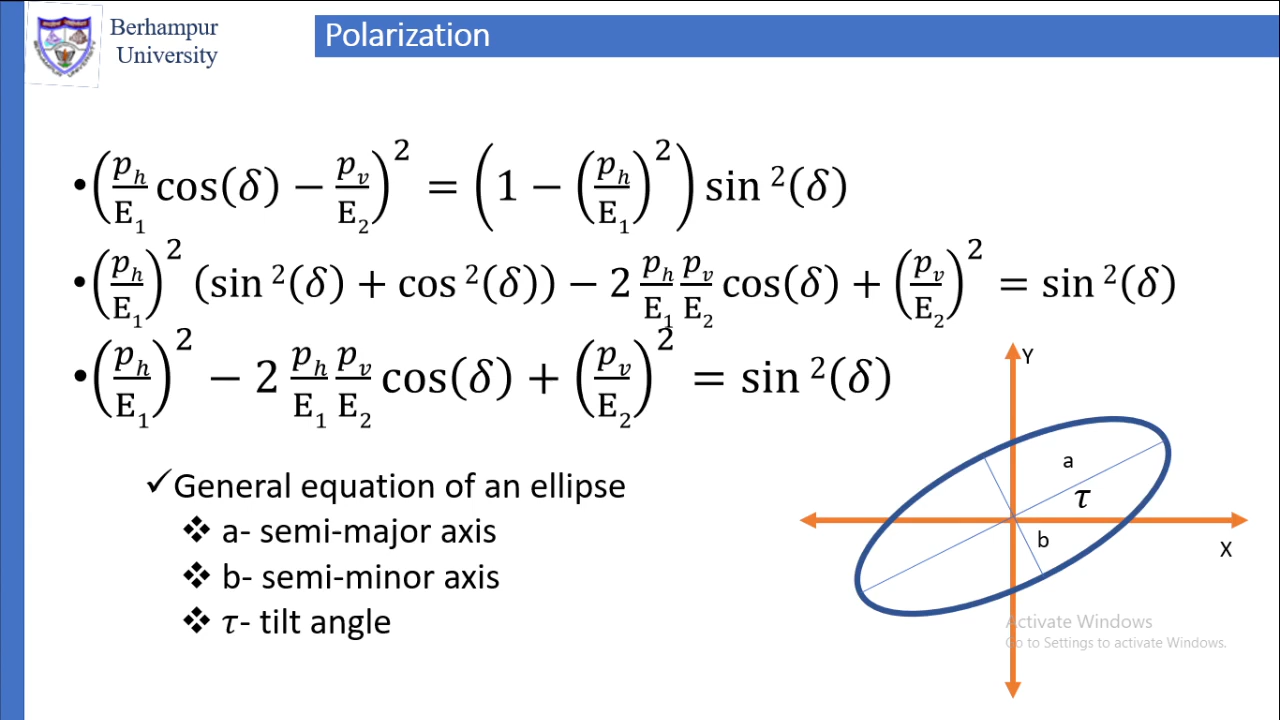 Berhampur
University
Polarization
•(p_h/E_1 cos(δ) − p_v/E_2)^2 = (1 − (p_h/E_1)^2) sin^2(δ)
•(p_h/E_1)^2 (sin^2(δ) + cos^2(δ)) − 2 p_h/E_1 p_v/E_2 cos(δ) + (p_v/E_2)^2 = sin^2(δ)
•(p_h/E_1)^2 − 2 p_h/E_1 p_v/E_2 cos(δ) + (p_v/E_2)^2 = sin^2(δ)
Y
a
τ
b
X
✓General equation of an ellipse
❖ a- semi-major axis
❖ b- semi-minor axis
❖ τ- tilt angle
Activate Windows
Go to Settings to activate Windows.